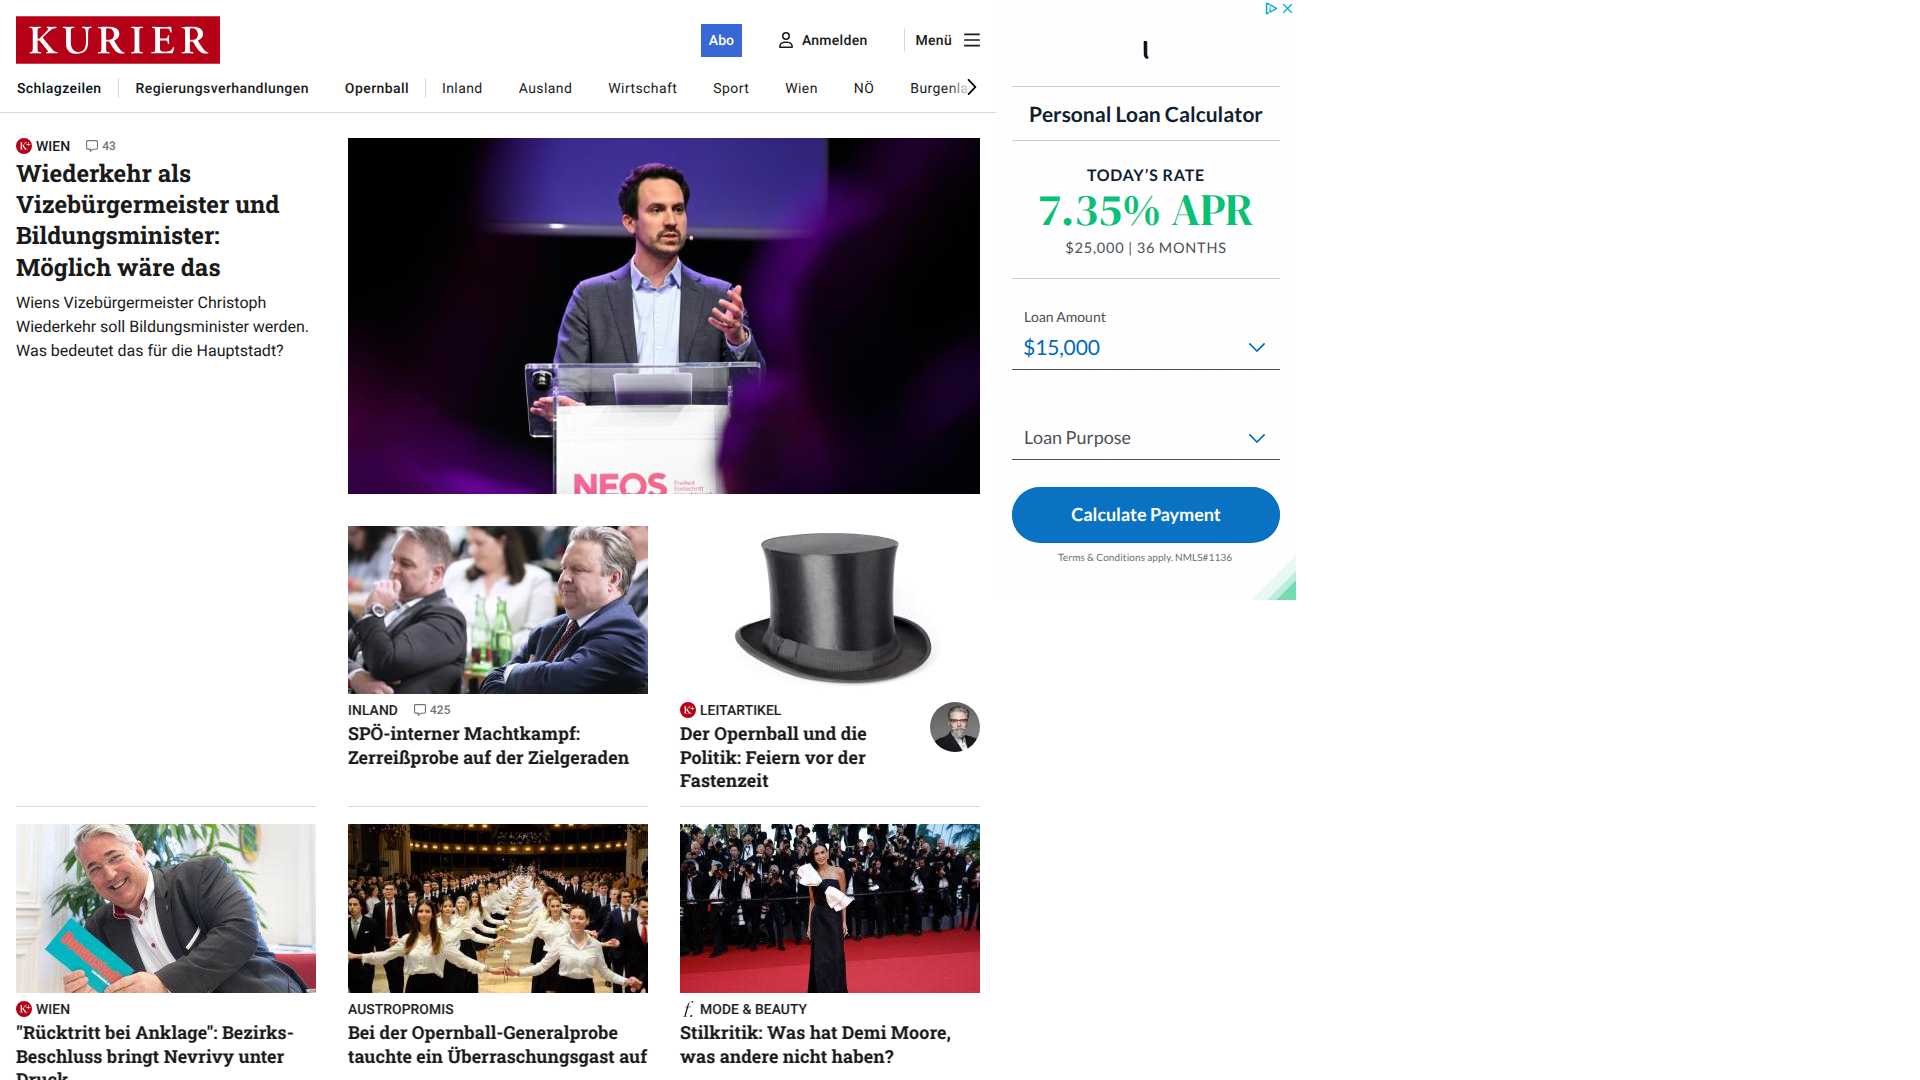 KURIER
Abo
Anmelden
Menü
Schlagzeilen
Regierungsverhandlungen
Opernball
Inland
Ausland
Wirtschaft
Sport
Wien
NÖ
K+ WIEN 43
Wiederkehr als
Vizebürgermeister und
Bildungsminister:
Möglich wäre das
Wiens Vizebürgermeister Christoph
Wiederkehr soll Bildungsminister werden.
Was bedeutet das für die Hauptstadt?
NEOS
INLAND 425
SPÖ-interner Machtkampf:
Zerreißprobe auf der Zielgeraden
K+ LEITARTIKEL
Der Opernball und die
Politik: Feiern vor der
Fastenzeit
K+ WIEN
"Rücktritt bei Anklage": Bezirks-
Beschluss bringt Nevrivy unter
Druck
AUSTROPROMIS
Bei der Opernball-Generalprobe
tauchte ein Überraschungsgast auf
f. MODE & BEAUTY
Stilkritik: Was hat Demi Moore,
was andere nicht haben?
Personal Loan Calculator
TODAY'S RATE
7.35% APR
$25,000 | 36 MONTHS
Loan Amount
$15,000
Loan Purpose
Calculate Payment
Terms & Conditions apply. NMLS#1136